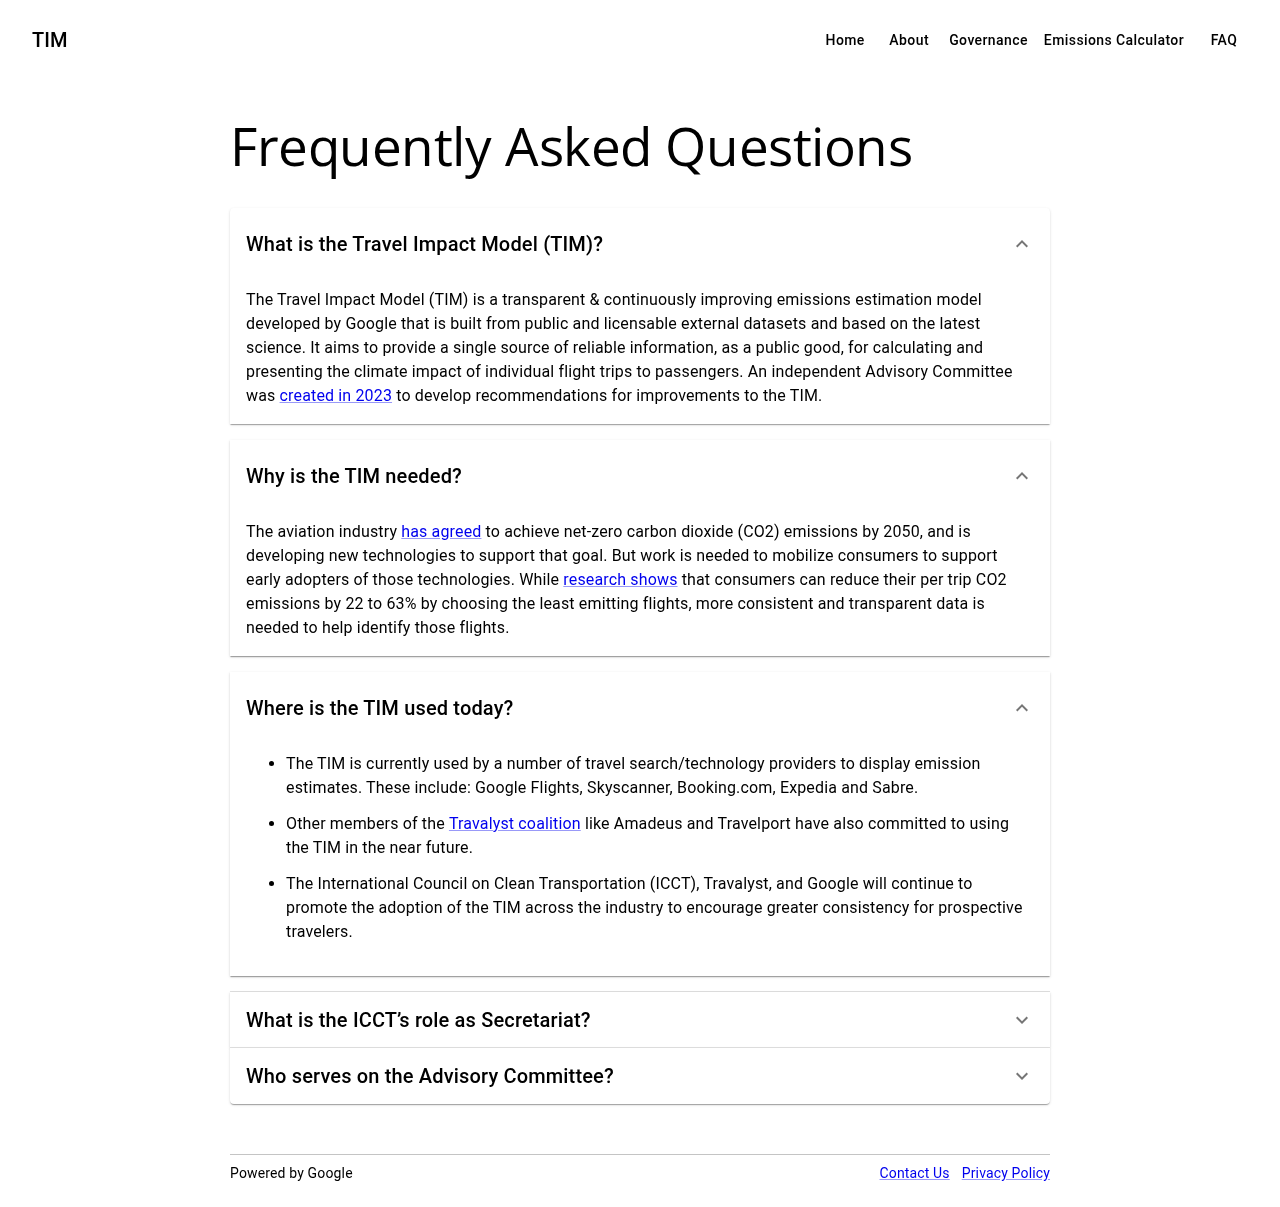 TIM
Home About Governance Emissions Calculator FAQ
Frequently Asked Questions
What is the Travel Impact Model (TIM)?
The Travel Impact Model (TIM) is a transparent & continuously improving emissions estimation model
developed by Google that is built from public and licensable external datasets and based on the latest
science. It aims to provide a single source of reliable information, as a public good, for calculating and
presenting the climate impact of individual flight trips to passengers. An independent Advisory Committee
was created in 2023 to develop recommendations for improvements to the TIM.
Why is the TIM needed?
The aviation industry has agreed to achieve net-zero carbon dioxide (CO2) emissions by 2050, and is
developing new technologies to support that goal. But work is needed to mobilize consumers to support
early adopters of those technologies. While research shows that consumers can reduce their per trip CO2
emissions by 22 to 63% by choosing the least emitting flights, more consistent and transparent data is
needed to help identify those flights.
Where is the TIM used today?
• The TIM is currently used by a number of travel search/technology providers to display emission
estimates. These include: Google Flights, Skyscanner, Booking.com, Expedia and Sabre.
• Other members of the Travalyst coalition like Amadeus and Travelport have also committed to using
the TIM in the near future.
• The International Council on Clean Transportation (ICCT), Travalyst, and Google will continue to
promote the adoption of the TIM across the industry to encourage greater consistency for prospective
travelers.
What is the ICCT’s role as Secretariat?
Who serves on the Advisory Committee?
Powered by Google
Contact Us Privacy Policy